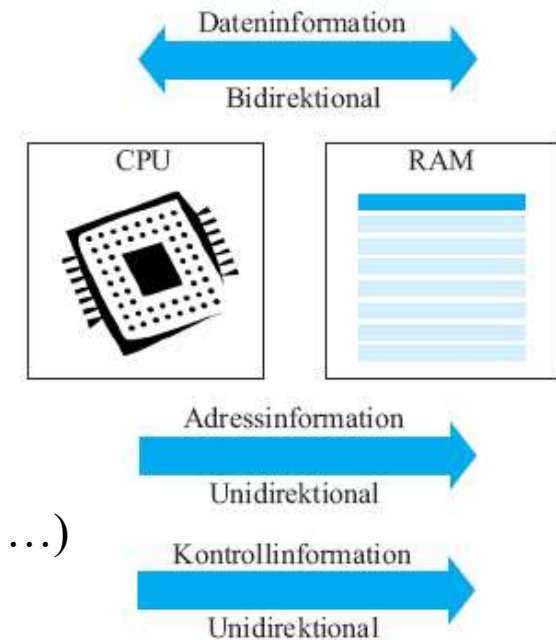 Dateninformation
Bidirektional
CPU RAM
Adressinformation
Unidirektional
…)
Kontrollinformation
Unidirektional